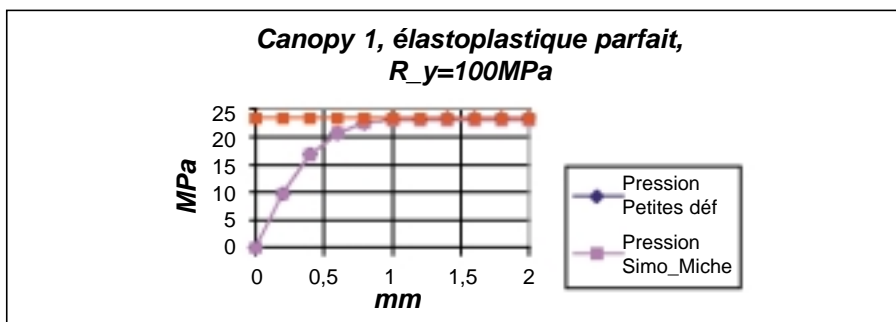 Canopy 1, élastoplastique parfait,
R_y=100MPa
MPa
25
20
15
10
5
0
0 0,5 1 1,5 2
mm
Pression
Petites déf
Pression
Simo_Miche